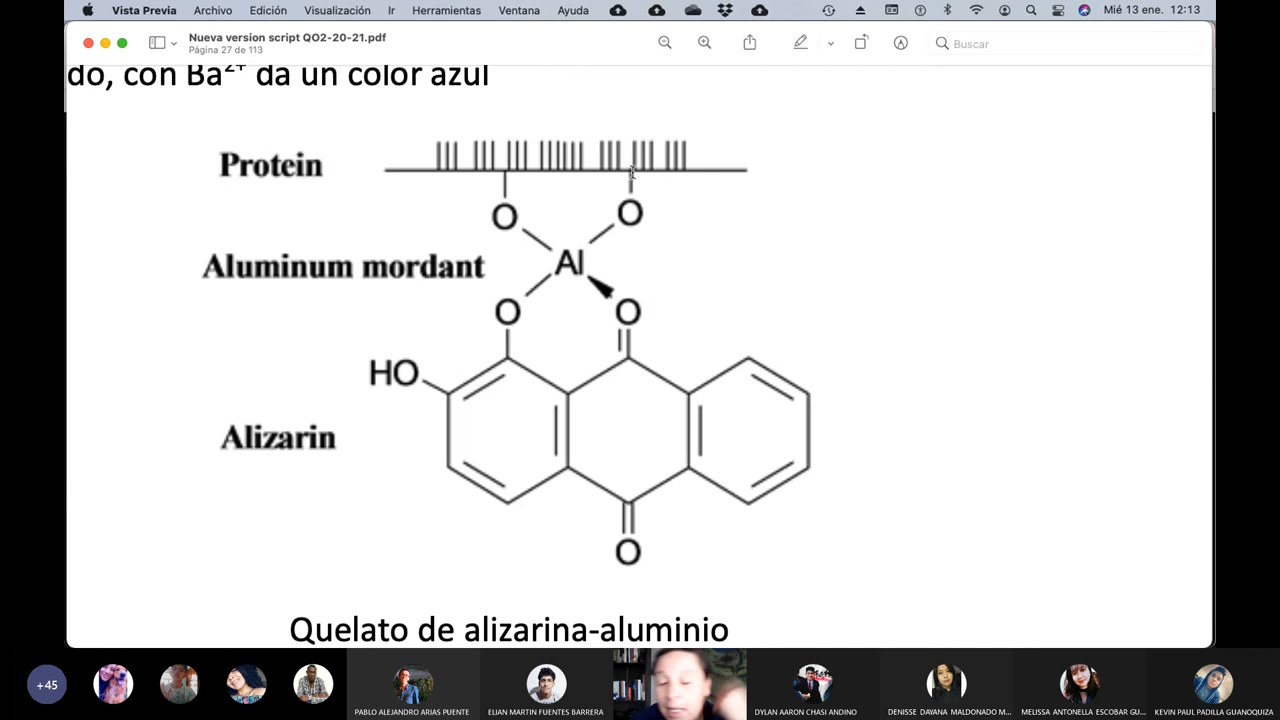 Vista Previa Archivo Edición Visualización Ir Herramientas Ventana Ayuda Mié 13 ene. 12:13
Nueva version script QO2-20-21.pdf
Página 27 de 113
Buscar
do, con Ba²⁺ da un color azul
Protein
O O
Aluminum mordant
Al
O O
HO
Alizarin
O
Quelato de alizarina-aluminio
+45
PABLO ALEJANDRO ARIAS PUENTE
ELIAN MARTIN FUENTES BARRERA
DYLAN AARON CHASI ANDINO
DENISSE DAYANA MALDONADO M...
MELISSA ANTONELLA ESCOBAR GU...
KEVIN PAUL PADILLA GUANOQUIZA